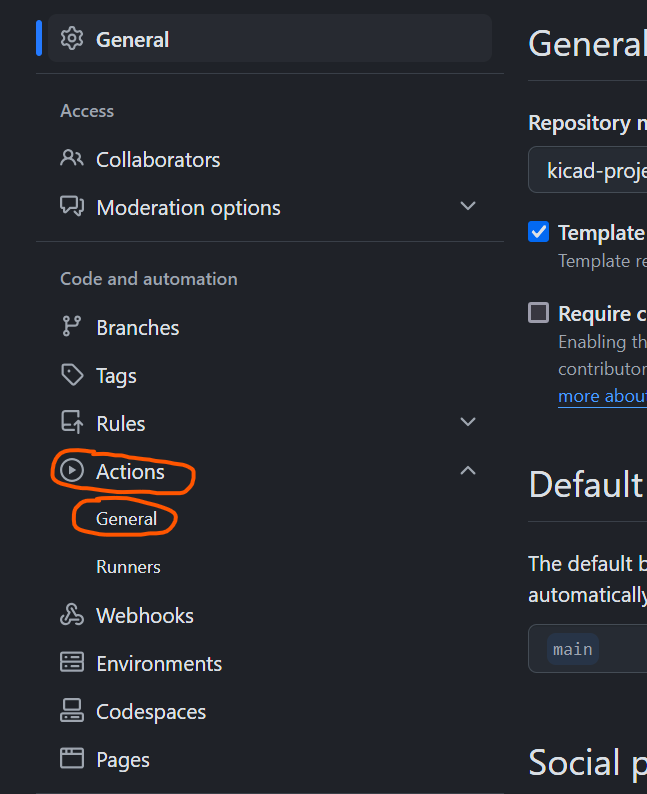 General
Access
Collaborators
Moderation options
Code and automation
Branches
Tags
Rules
Actions
General
Runners
Webhooks
Environments
Codespaces
Pages
General
Repository
kicad-proje
Template
Template re
Require c
Enabling th
contributor
more about
Default
The default b
automatically
main
Social p